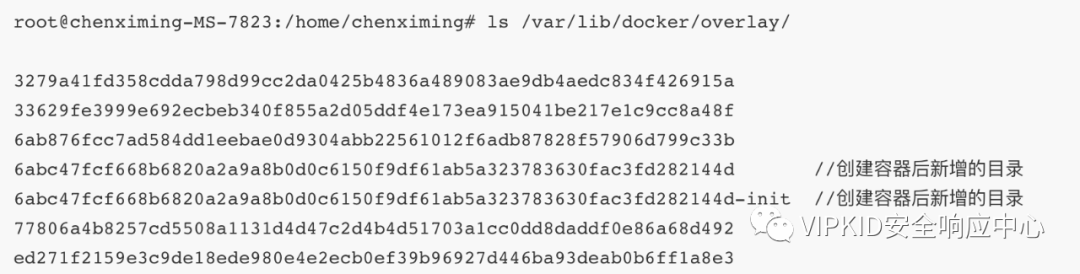 root@chenximing-MS-7823:/home/chenximing# ls /var/lib/docker/overlay/
3279a41fd358cdda798d99cc2da0425b4836a489083ae9db4aedc834f426915a
33629fe3999e692ecbeb340f855a2d05ddf4e173ea915041be217e1c9cc8a48f
6ab876fcc7ad584dd1eebae0d9304abb22561012f6adb87828f57906d799c33b
6abc47fcf668b6820a2a9a8b0d0c6150f9df61ab5a323783630fac3fd282144d //创建容器后新增的目录
6abc47fcf668b6820a2a9a8b0d0c6150f9df61ab5a323783630fac3fd282144d-init //创建容器后新增的目录
77806a4b8257cd5508a1131d4d47c2d4b4d51703a1cc0dd8daddf0e86a68d492
VIPKID安全响应中心
ed271f2159e3c9de18ede980e4e2ecb0ef39b96927d446ba93deab0b6ff1a8e3